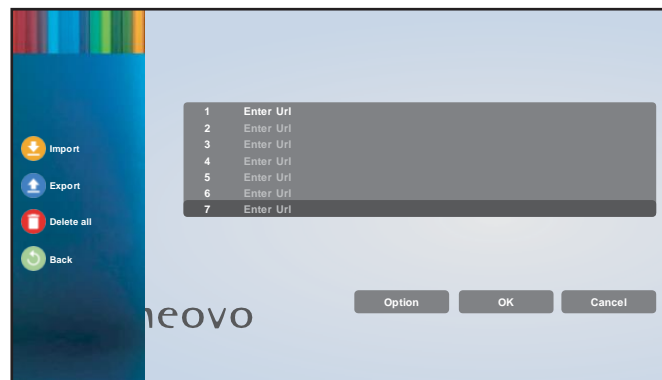 1 Enter Url
2 Enter Url
3 Enter Url
4 Enter Url
5 Enter Url
6 Enter Url
7 Enter Url
Import
Export
Delete all
Back
Option OK Cancel
neovo